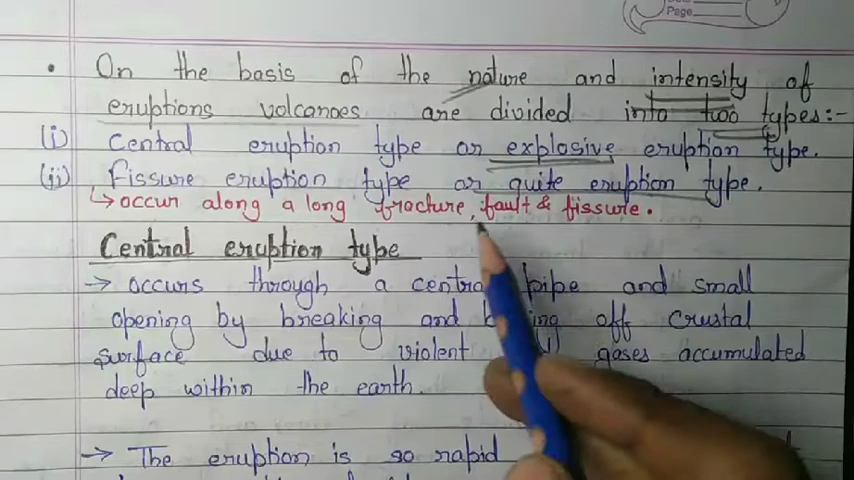 Page
• On the basis of the nature and intensity of
eruptions volcanoes are divided into two types:-
(i) Central eruption type or explosive eruption type.
(ii) fissure eruption type or quite eruption type.
↳ occur along a long fracture, fault & fissure.
Central eruption type
→ occurs through a central pipe and small
opening by breaking and off crustal
surface due to violent gases accumulated
deep within the earth.
→ The eruption is so rapid